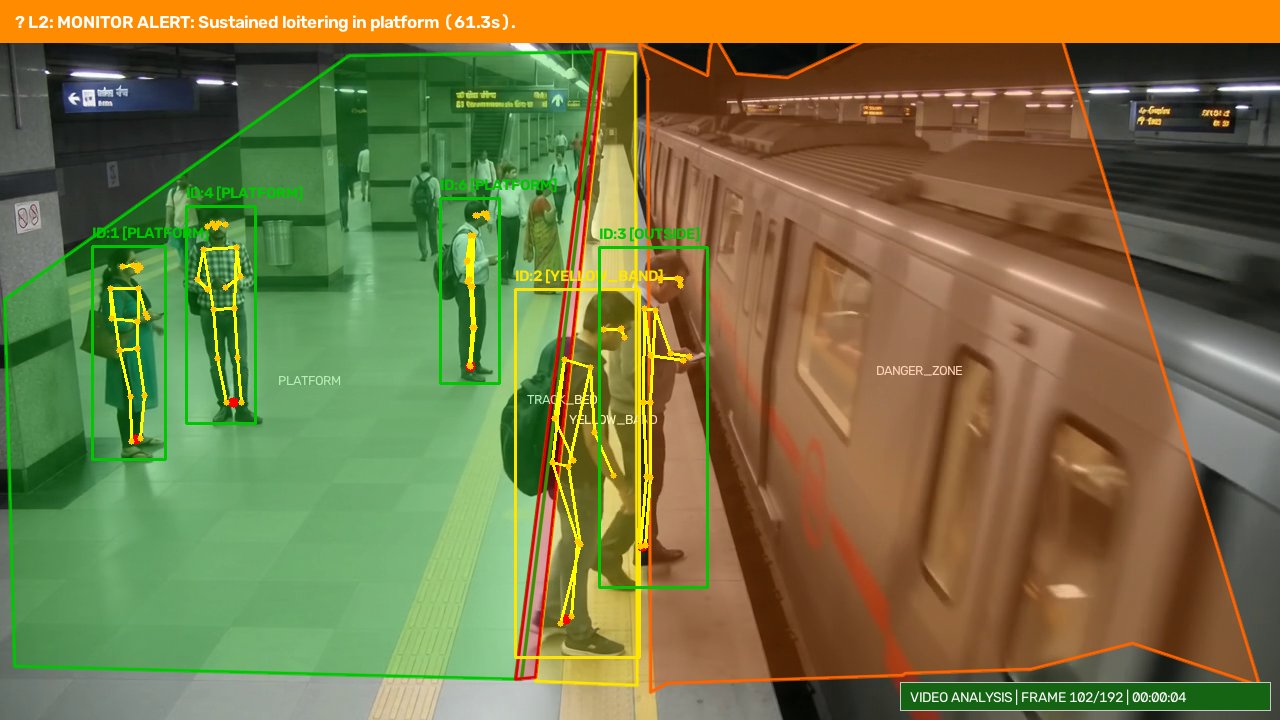 ? L2: MONITOR ALERT: Sustained loitering in platform (61.3s).
ID:4 [PLATFORM]
ID:6 [PLATFORM]
ID:1 [PLATFORM
ID:3 [OUTSIDE]
ID:2 [YELLOW_BAND]
PLATFORM
DANGER_ZONE
TRACK_BED
YELLOW_BAND
VIDEO ANALYSIS | FRAME 102/192 | 00:00:04